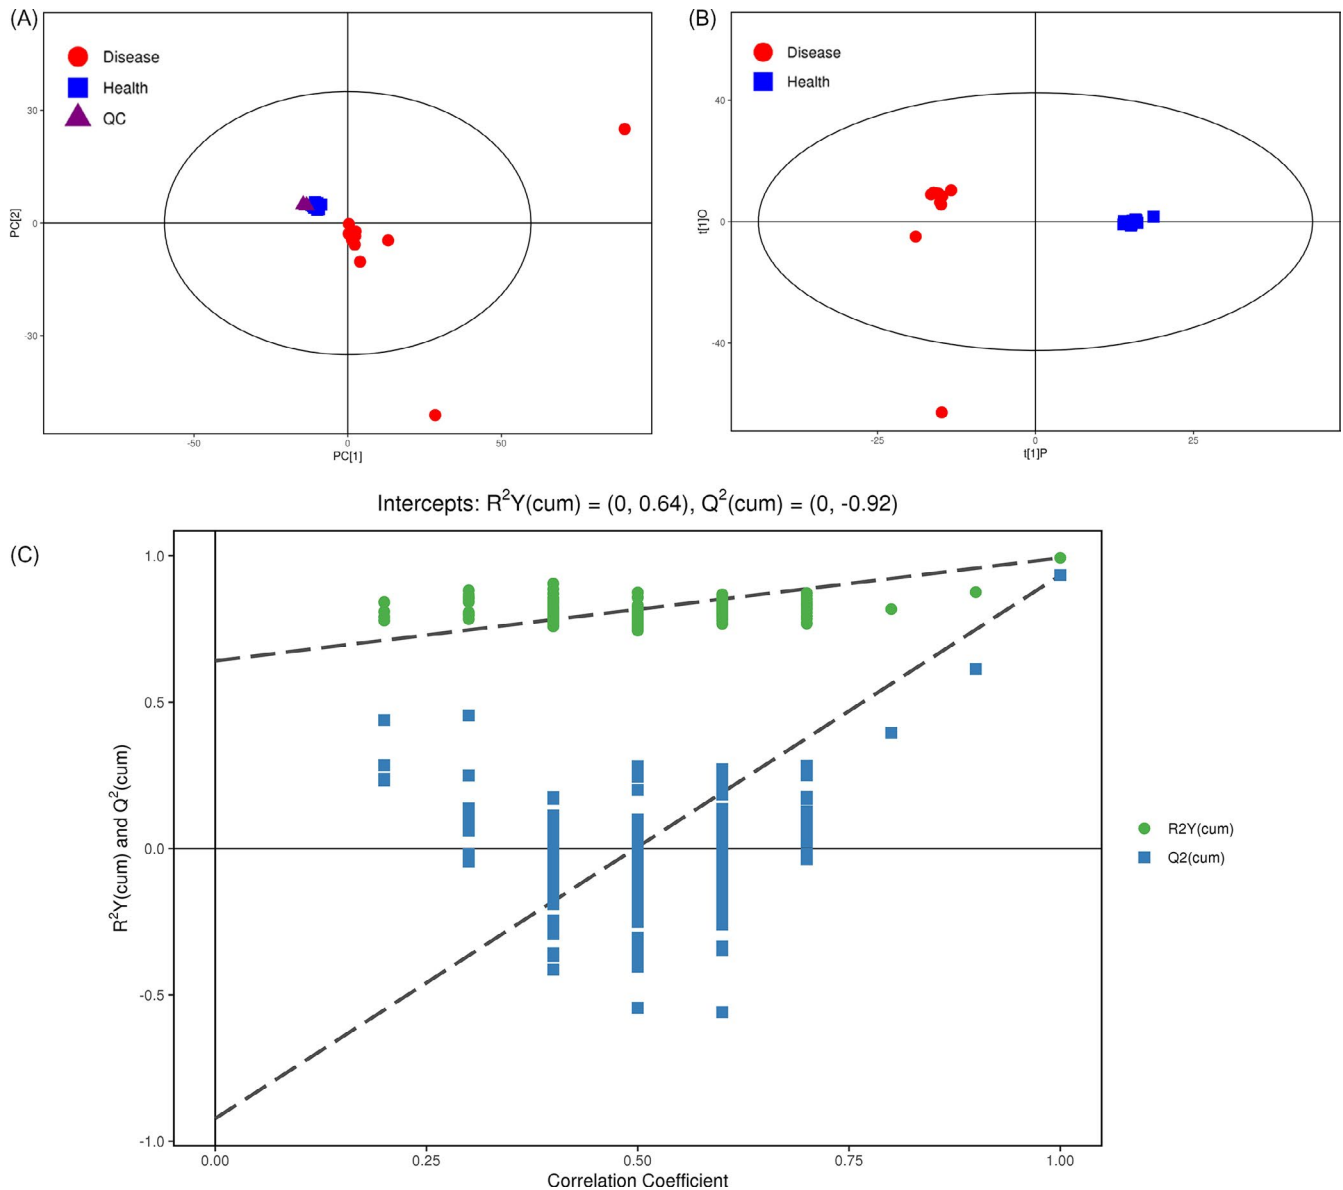 (A)
Disease
Health
QC
30
0
-30
PC[2]
-50
0
50
PC[1]
(B)
Disease
Health
40
0
-40
t[1]O
-25
0
25
t[1]P
Intercepts: R²Y(cum) = (0, 0.64), Q²(cum) = (0, -0.92)
(C)
1.0
0.5
0.0
-0.5
-1.0
R²Y(cum) and Q²(cum)
R2Y(cum)
Q2(cum)
0.00
0.25
0.50
0.75
1.00
Correlation Coefficient